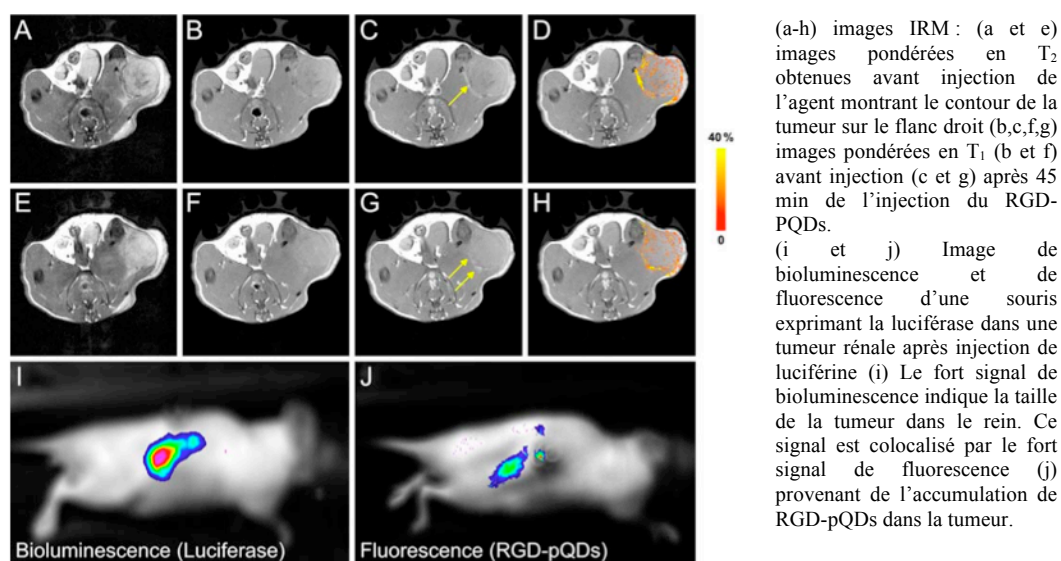 A B C D
40 %
0
E F G H
I J
Bioluminescence (Luciferase) Fluorescence (RGD-pQDs)
(a-h) images IRM : (a et e)
images pondérées en T₂
obtenues avant injection de
l’agent montrant le contour de la
tumeur sur le flanc droit (b,c,f,g)
images pondérées en T₁ (b et f)
avant injection (c et g) après 45
min de l’injection du RGD-
PQDs.
(i et j) Image de
bioluminescence et de
fluorescence d’une souris
exprimant la luciférase dans une
tumeur rénale après injection de
luciférine (i) Le fort signal de
bioluminescence indique la taille
de la tumeur dans le rein. Ce
signal est colocalisé par le fort
signal de fluorescence (j)
provenant de l’accumulation de
RGD-pQDs dans la tumeur.